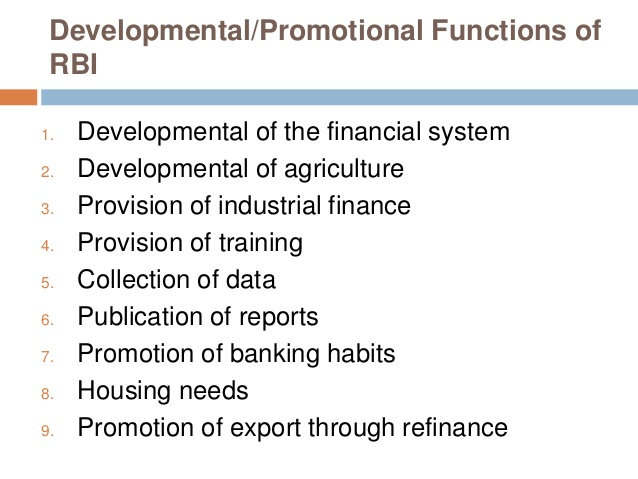 Developmental/Promotional Functions of
RBI
1. Developmental of the financial system
2. Developmental of agriculture
3. Provision of industrial finance
4. Provision of training
5. Collection of data
6. Publication of reports
7. Promotion of banking habits
8. Housing needs
9. Promotion of export through refinance